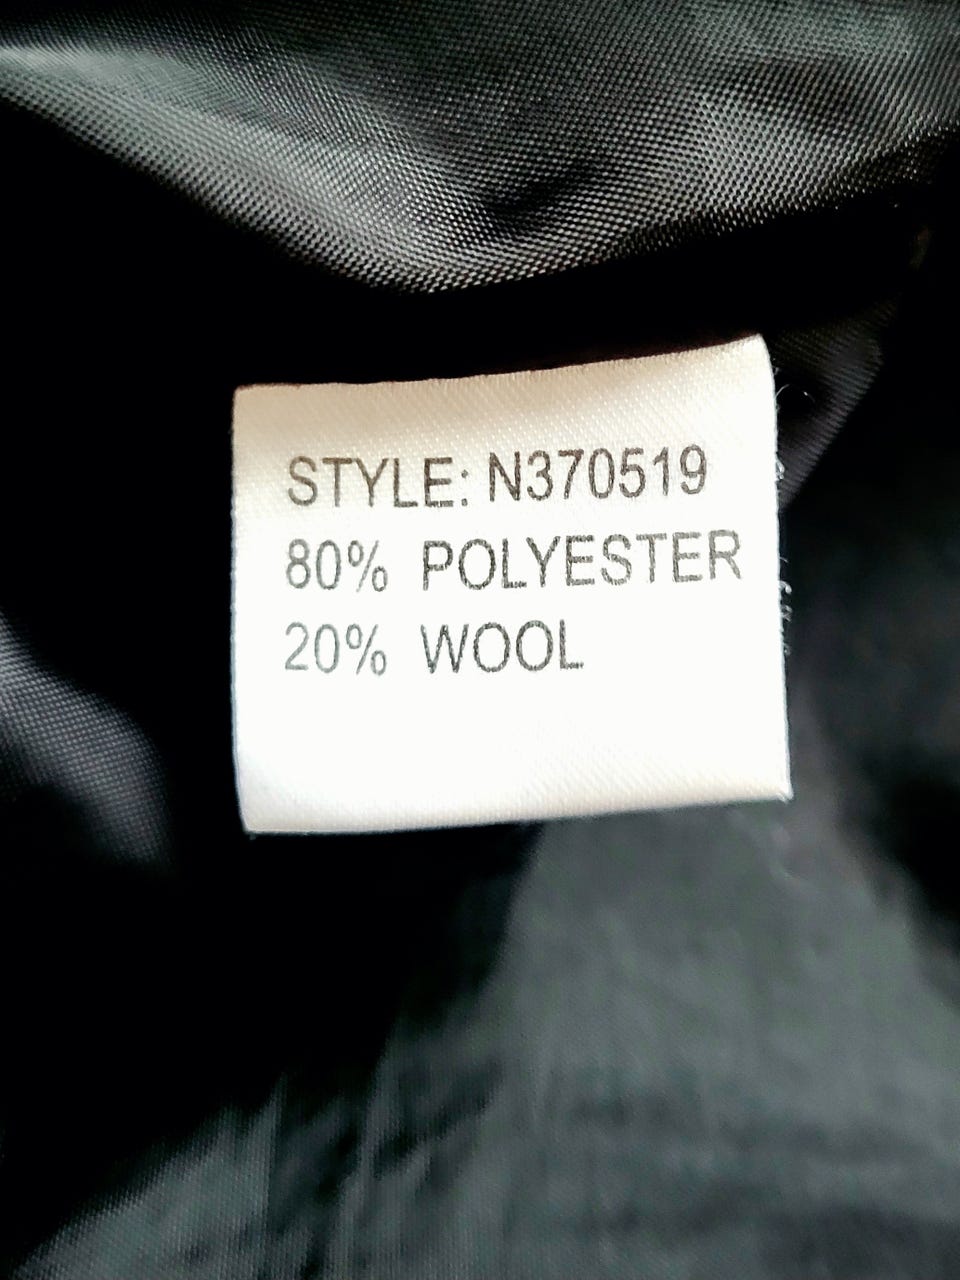 STYLE: N370519
80% POLYESTER
20% WOOL